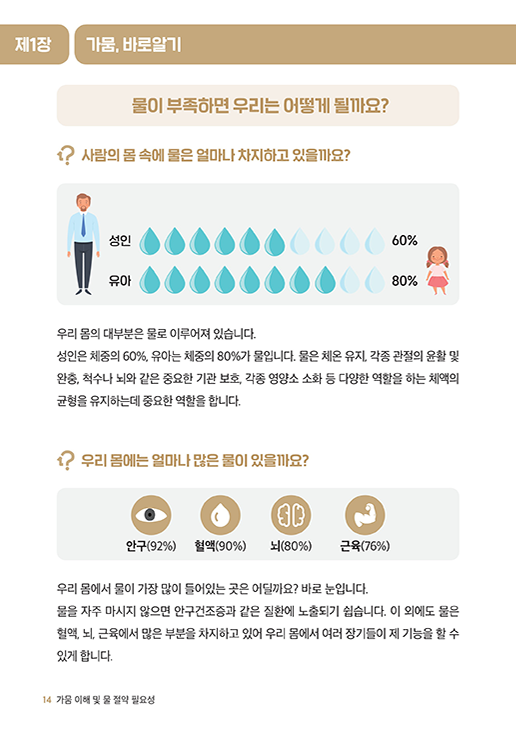 제1장 가뭄, 바로알기
물이 부족하면 우리는 어떻게 될까요?
사람의 몸 속에 물은 얼마나 차지하고 있을까요?
성인 60%
유아 80%
우리 몸의 대부분은 물로 이루어져 있습니다.
성인은 체중의 60%, 유아는 체중의 80%가 물입니다. 물은 체온 유지, 각종 관절의 윤활 및
완충, 척수나 뇌와 같은 중요한 기관 보호, 각종 영양소 소화 등 다양한 역할을 하는 체액의
균형을 유지하는데 중요한 역할을 합니다.
우리 몸에는 얼마나 많은 물이 있을까요?
안구(92%) 혈액(90%) 뇌(80%) 근육(76%)
우리 몸에서 물이 가장 많이 들어있는 곳은 어딜까요? 바로 눈입니다.
물을 자주 마시지 않으면 안구건조증과 같은 질환에 노출되기 쉽습니다. 이 외에도 물은
혈액, 뇌, 근육에서 많은 부분을 차지하고 있어 우리 몸에서 여러 장기들이 제 기능을 할 수
있게 합니다.
14 가뭄 이해 및 물 절약 필요성